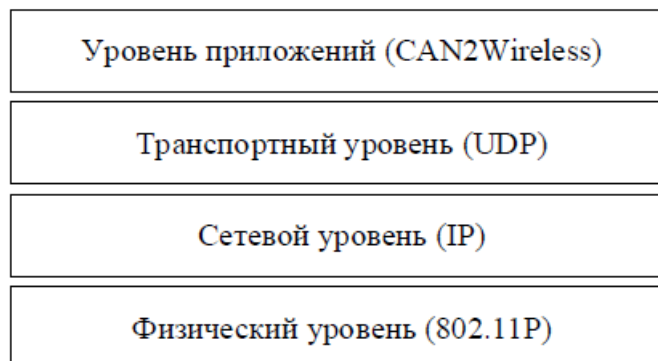 Уровень приложений (CAN2Wireless)
Транспортный уровень (UDP)
Сетевой уровень (IP)
Физический уровень (802.11P)